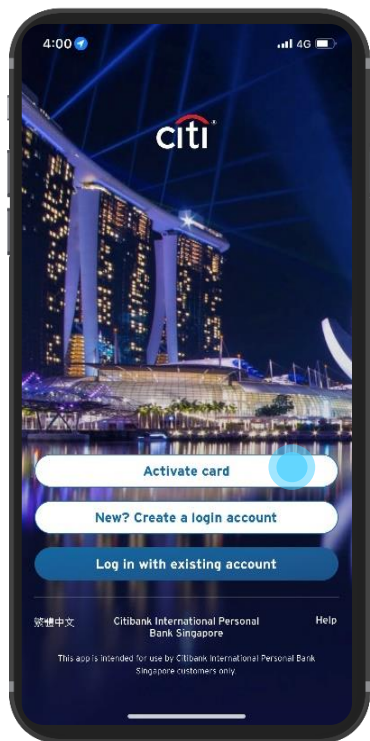 4:00
4G
citi®
Activate card
New? Create a login account
Log in with existing account
繁體中文
Citibank International Personal
Bank Singapore
Help
This app is intended for use by Citibank International Personal Bank
Singapore customers only